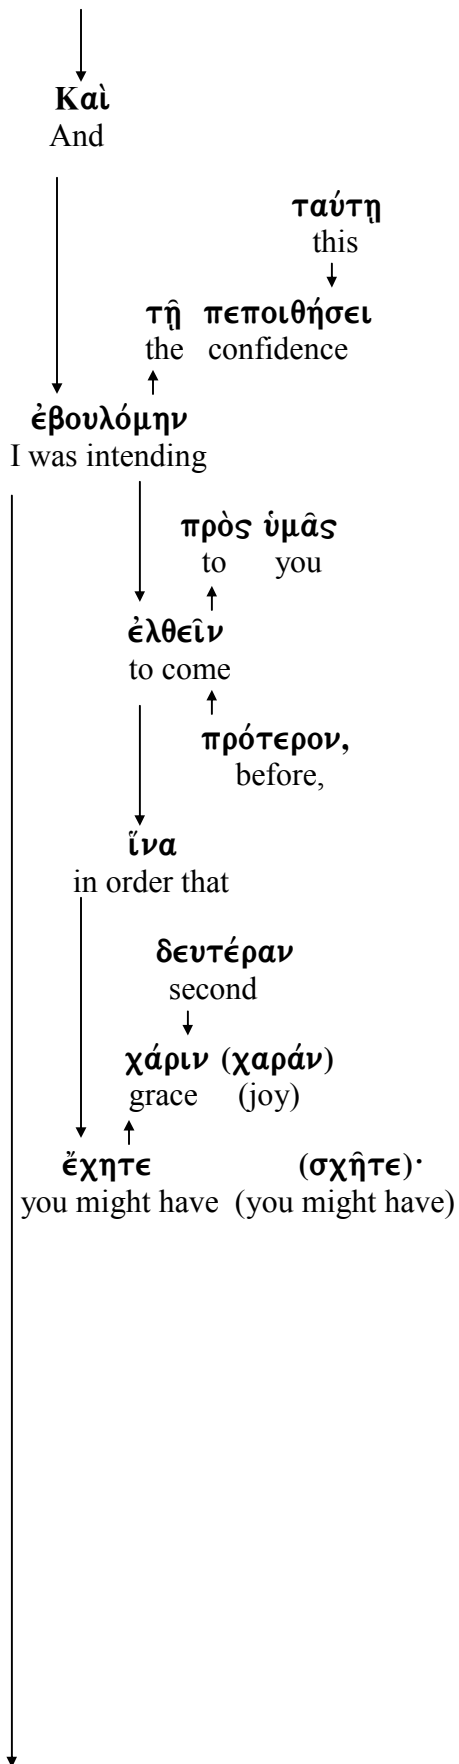 Καὶ
And
ταύτῃ
this
τῇ πεποιθήσει
the confidence
ἐβουλόμην
I was intending
πρὸς ὑμᾶς
to you
ἐλθεῖν
to come
πρότερον,
before,
ἵνα
in order that
δευτέραν
second
χάριν (χαράν)
grace (joy)
ἔχητε (σχῆτε)·
you might have (you might have)